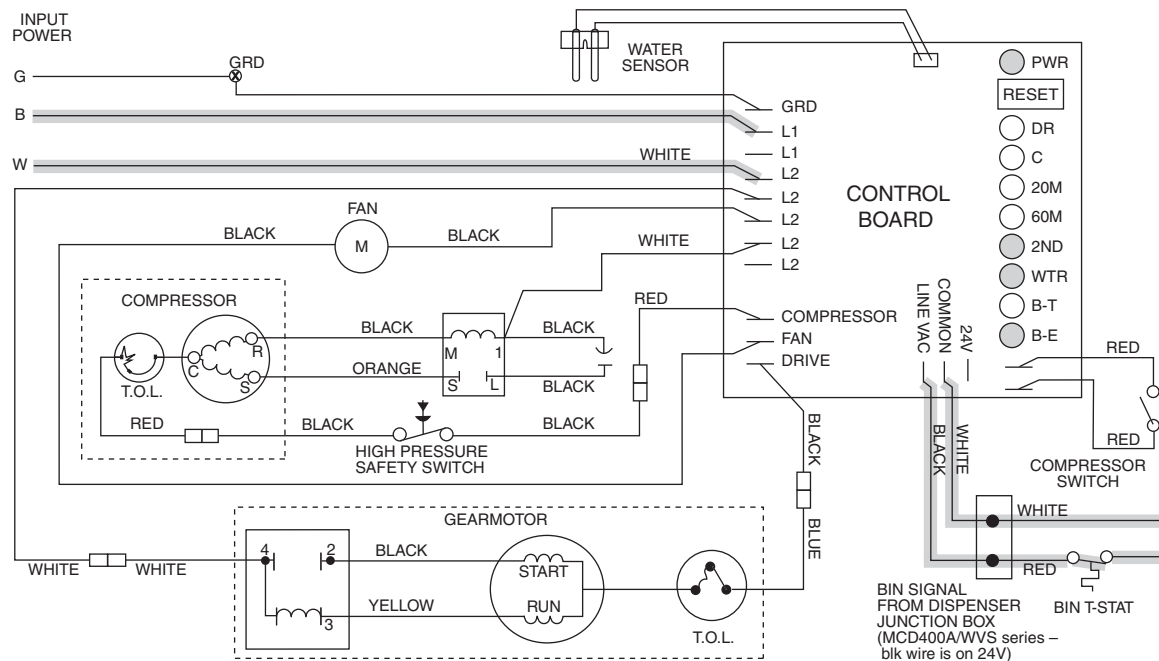 INPUT
POWER
G
GRD
B
W
WHITE
WATER
SENSOR
GRD
L1
L1
L2
L2
L2
L2
L2
CONTROL
BOARD
PWR
RESET
DR
C
20M
60M
2ND
WTR
B-T
B-E
FAN
BLACK
M
BLACK
WHITE
COMPRESSOR
FAN
DRIVE
LINE VAC
COMMON
24V
RED
COMPRESSOR
T.O.L.
C
R
S
BLACK
ORANGE
M
1
S
L
BLACK
BLACK
RED
BLACK
HIGH PRESSURE
SAFETY SWITCH
BLACK
RED
RED
COMPRESSOR
SWITCH
BLACK
BLUE
BLACK
WHITE
WHITE
RED
BIN T-STAT
BIN SIGNAL
FROM DISPENSER
JUNCTION BOX
(MCD400A/WVS series –
blk wire is on 24V)
GEARMOTOR
WHITE
WHITE
4
2
3
BLACK
YELLOW
START
RUN
T.O.L.